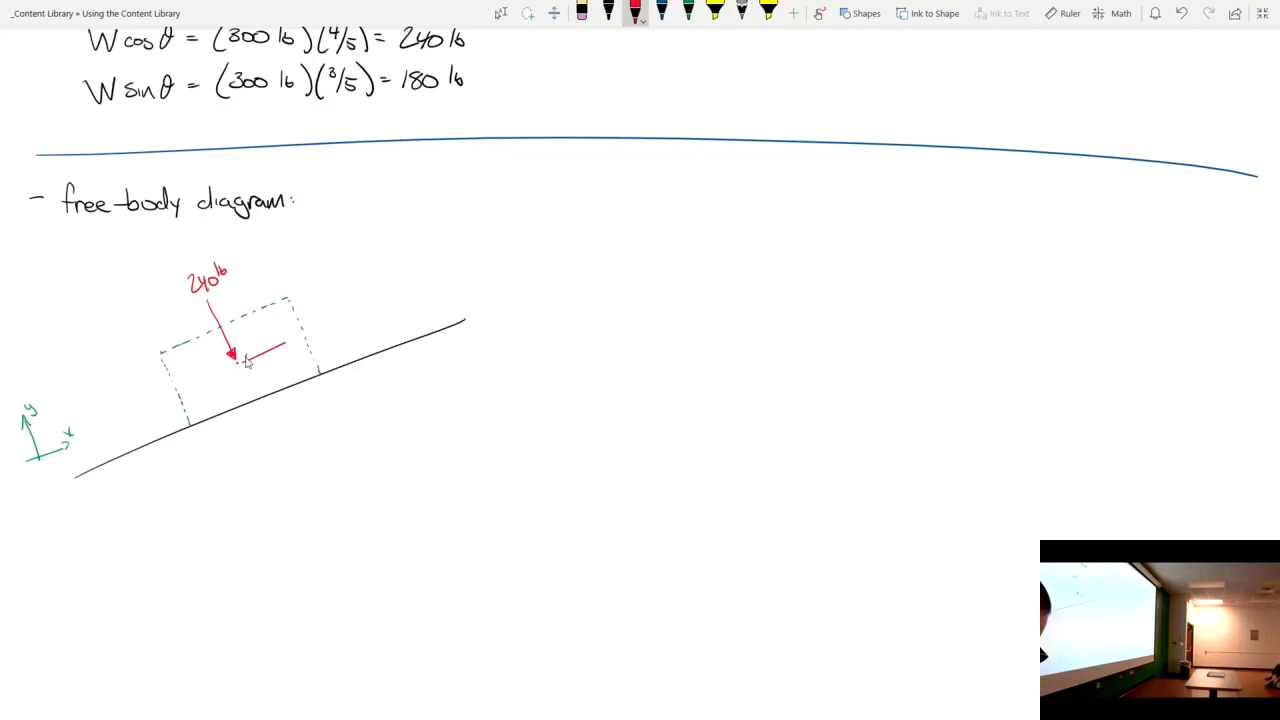 _Content Library » Using the Content Library
Shapes
Ink to Shape
Ink to Text
Ruler
Math
W cos θ = (300 lb)(4/5) = 240 lb
W sin θ = (300 lb)(3/5) = 180 lb
- free-body diagram:
240 lb
y
x